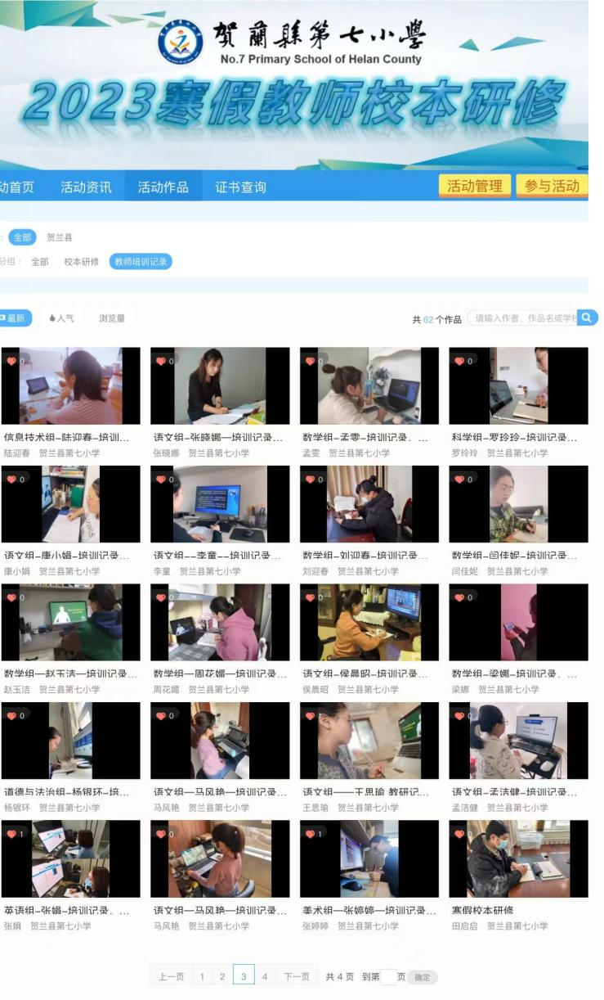 賀蘭縣第七小學
No.7 Primary School of Helan County
2023寒假教师校本研修
动首页 活动资讯 活动作品 证书查询 活动管理 参与活动
： 全部 贺兰县
分组： 全部 校本研修 教师培训记录
最新 人气 浏览量 共 62 个作品 请输入作者、作品名或学校
0 0 0 0
信息技术组-陆迎春-培训... 语文组-张晓娜—培训记录... 数学组-孟雯-培训记录、... 科学组-罗玲玲-培训记录...
陆迎春 贺兰县第七小学 张晓娜 贺兰县第七小学 孟雯 贺兰县第七小学 罗玲玲 贺兰县第七小学
0 0 0 0
语文组-康小娟-培训记录... 语文组--李童--培训记录... 数学组-刘迎春-培训记录... 数学组-闫佳妮-培训记录...
康小娟 贺兰县第七小学 李童 贺兰县第七小学 刘迎春 贺兰县第七小学 闫佳妮 贺兰县第七小学
0 0 0 0
数学组—赵玉洁—培训记录... 数学组—周花媚—培训记录... 语文组-侯晨昭-培训记录... 数学组-梁娜-培训记录、...
赵玉洁 贺兰县第七小学 周花媚 贺兰县第七小学 侯晨昭 贺兰县第七小学 梁娜 贺兰县第七小学
0 0 0 0
道德与法治组-杨银环-培... 语文组—马风艳—培训记录... 语文组——王思瑜 教研记... 语文组-孟洁健-培训记录...
杨银环 贺兰县第七小学 马风艳 贺兰县第七小学 王思瑜 贺兰县第七小学 孟洁健 贺兰县第七小学
1 0 1 0
英语组-张娟-培训记录、... 语文组—马风艳—培训记录... 美术组—张婷婷—培训记录... 寒假校本研修
张娟 贺兰县第七小学 马风艳 贺兰县第七小学 张婷婷 贺兰县第七小学 田启启 贺兰县第七小学
上一页 1 2 3 4 下一页 共 4 页 到第 页 确定